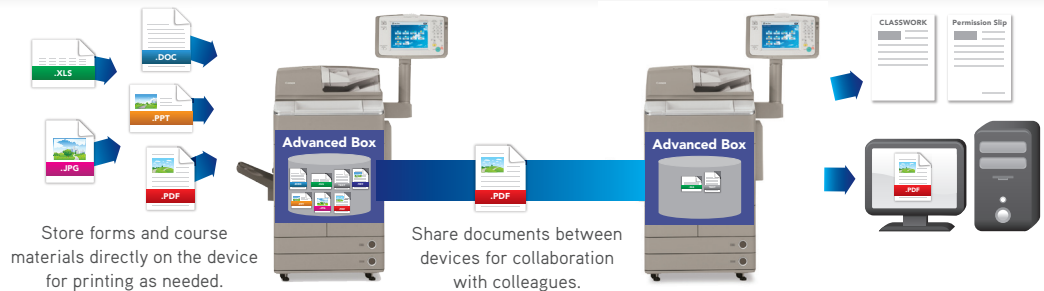 .XLS
.DOC
.PPT
.JPG
.PDF
Store forms and course
materials directly on the device
for printing as needed.
Advanced Box
.PDF
Share documents between
devices for collaboration
with colleagues.
Advanced Box
CLASSWORK
Permission Slip
.PDF